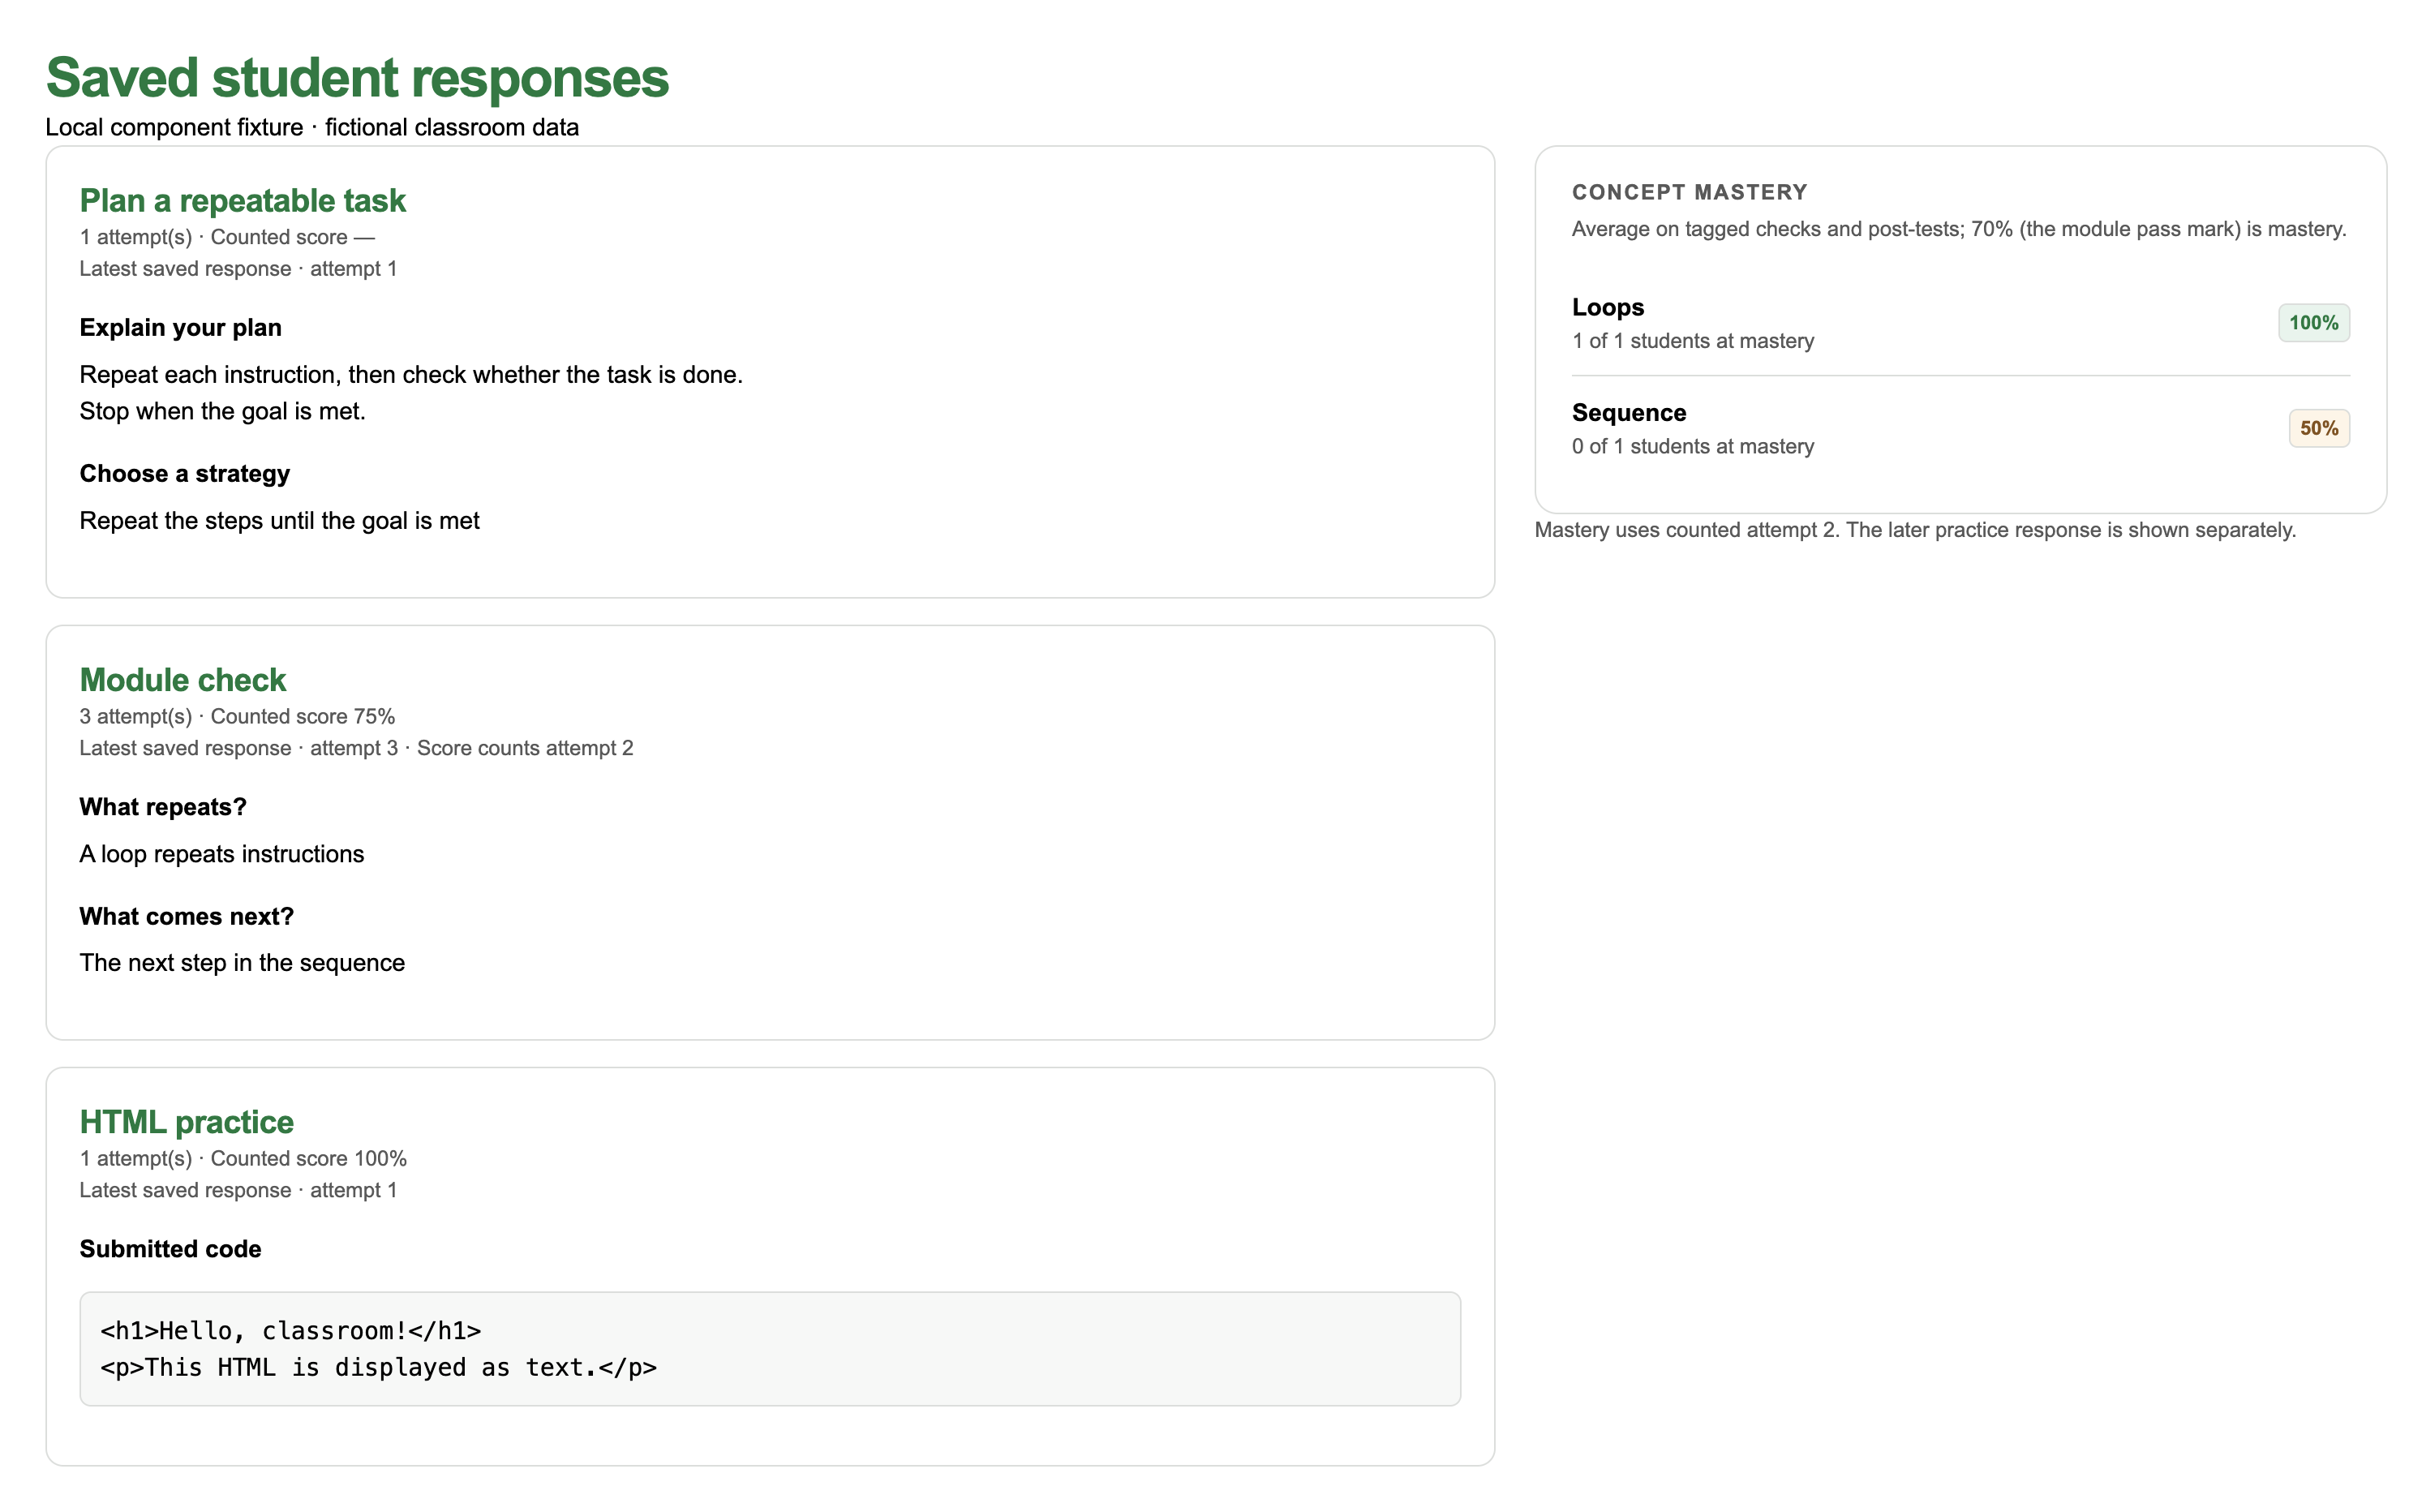 Saved student responses
Local component fixture · fictional classroom data
Plan a repeatable task
1 attempt(s) · Counted score —
Latest saved response · attempt 1
Explain your plan
Repeat each instruction, then check whether the task is done.
Stop when the goal is met.
Choose a strategy
Repeat the steps until the goal is met
Module check
3 attempt(s) · Counted score 75%
Latest saved response · attempt 3 · Score counts attempt 2
What repeats?
A loop repeats instructions
What comes next?
The next step in the sequence
HTML practice
1 attempt(s) · Counted score 100%
Latest saved response · attempt 1
Submitted code
<h1>Hello, classroom!</h1>
<p>This HTML is displayed as text.</p>
CONCEPT MASTERY
Average on tagged checks and post-tests; 70% (the module pass mark) is mastery.
Loops
100%
1 of 1 students at mastery
Sequence
50%
0 of 1 students at mastery
Mastery uses counted attempt 2. The later practice response is shown separately.